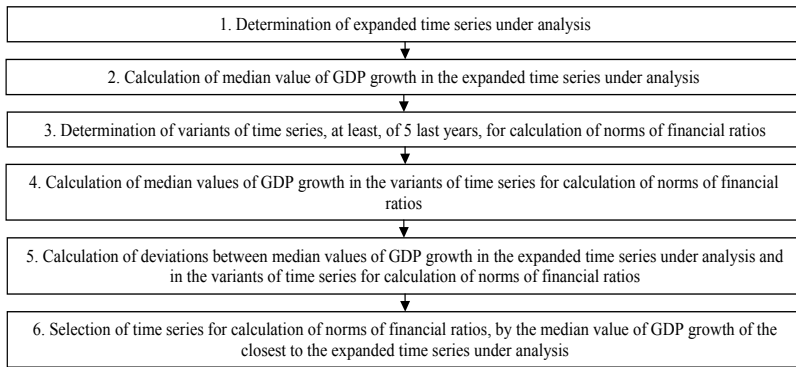 1. Determination of expanded time series under analysis
2. Calculation of median value of GDP growth in the expanded time series under analysis
3. Determination of variants of time series, at least, of 5 last years, for calculation of norms of financial ratios
4. Calculation of median values of GDP growth in the variants of time series for calculation of norms of financial
ratios
5. Calculation of deviations between median values of GDP growth in the expanded time series under analysis and
in the variants of time series for calculation of norms of financial ratios
6. Selection of time series for calculation of norms of financial ratios, by the median value of GDP growth of the
closest to the expanded time series under analysis